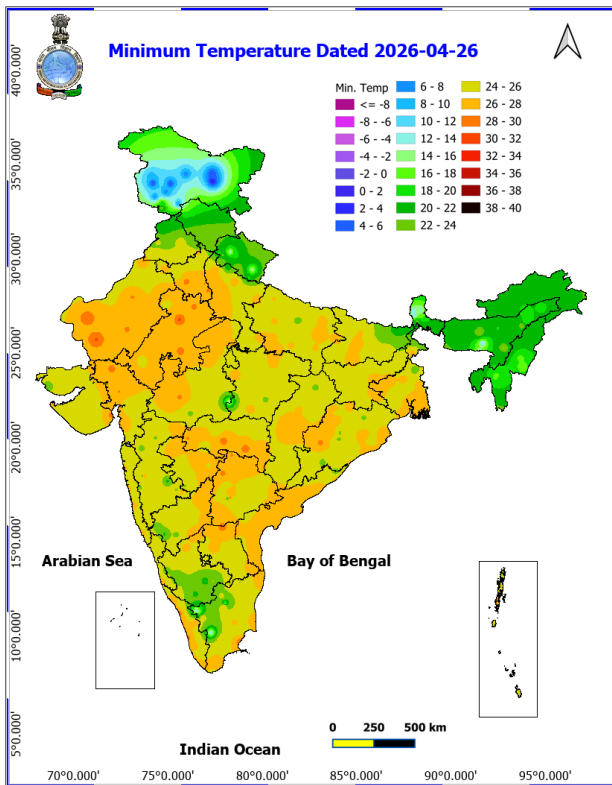 Minimum Temperature Dated 2026-04-26
Min. Temp
<= -8
-8 - -6
-6 - -4
-4 - -2
-2 - 0
0 - 2
2 - 4
4 - 6
6 - 8
8 - 10
10 - 12
12 - 14
14 - 16
16 - 18
18 - 20
20 - 22
22 - 24
24 - 26
26 - 28
28 - 30
30 - 32
32 - 34
34 - 36
36 - 38
38 - 40
40°0.000'
35°0.000'
30°0.000'
25°0.000'
20°0.000'
15°0.000'
10°0.000'
5°0.000'
Arabian Sea
Bay of Bengal
Indian Ocean
0 250 500 km
70°0.000' 75°0.000' 80°0.000' 85°0.000' 90°0.000' 95°0.000'